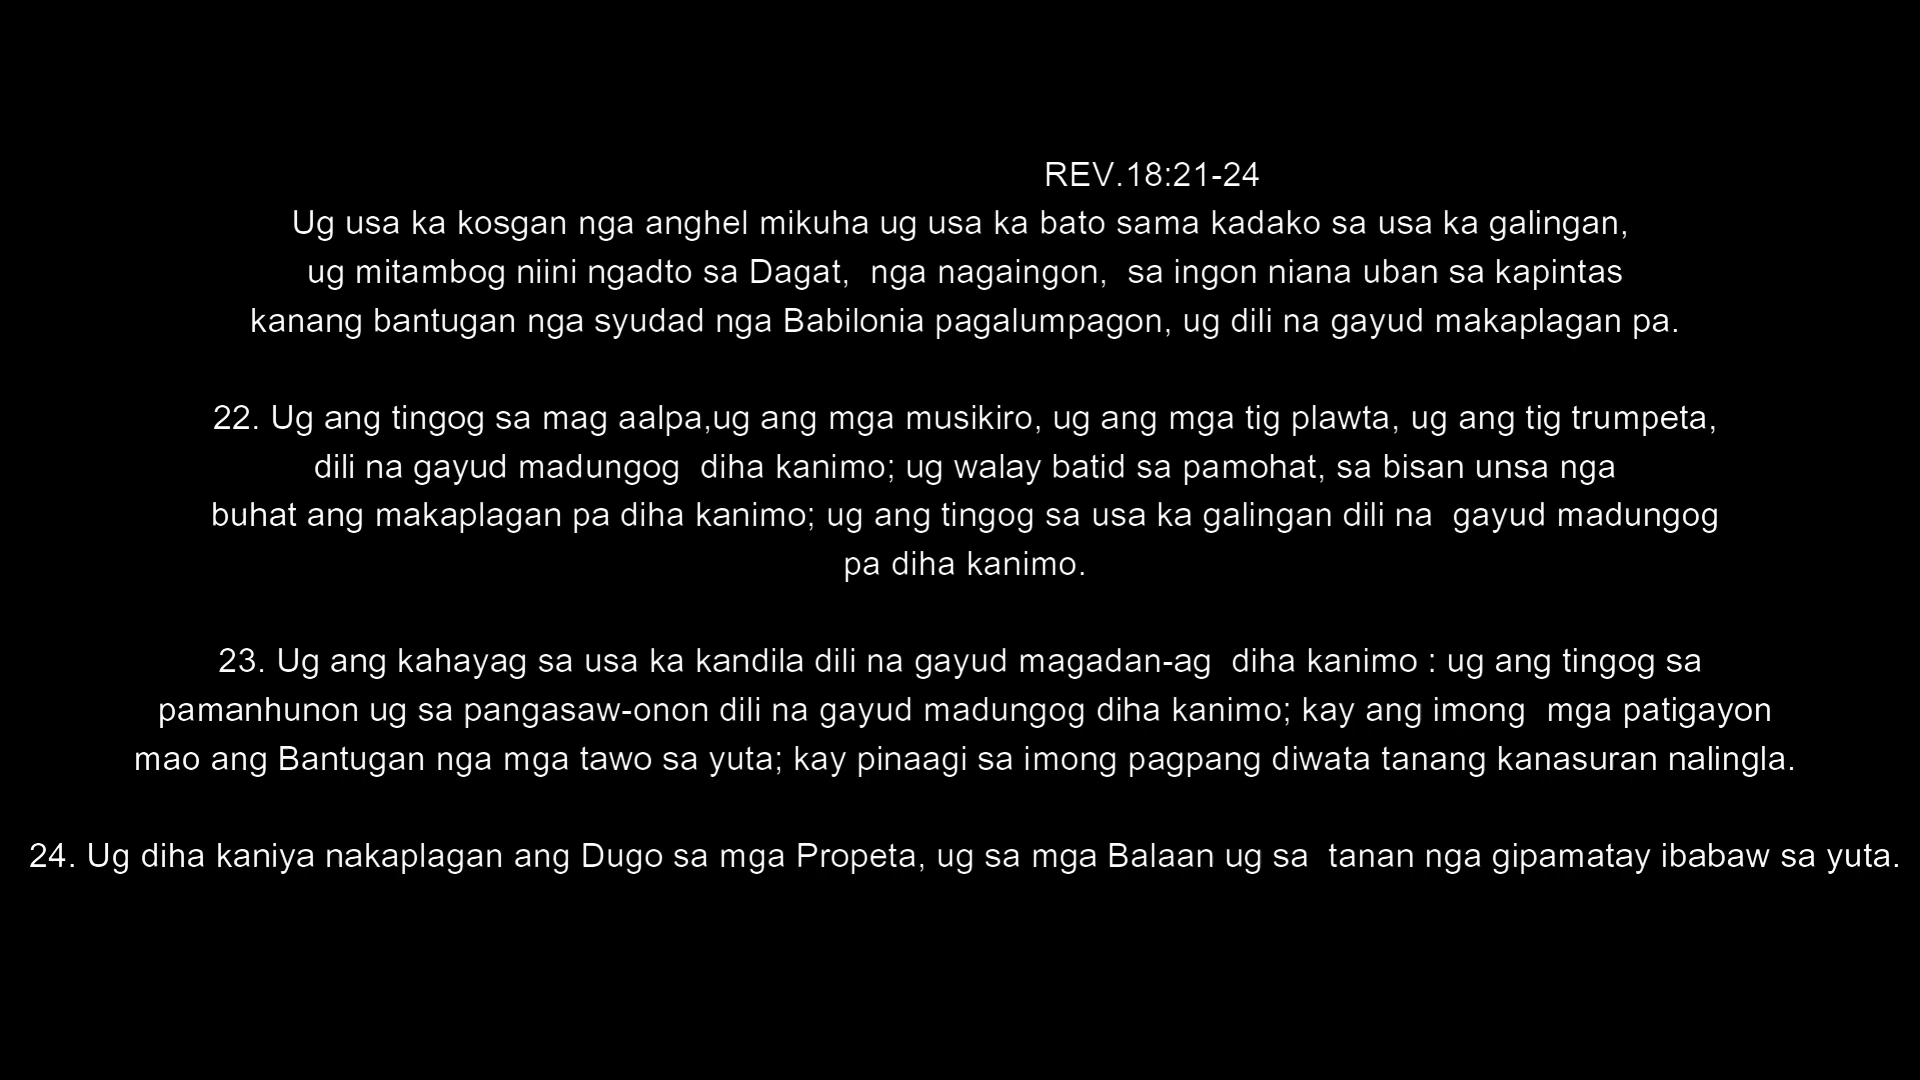 REV.18:21-24
Ug usa ka kosgan nga anghel mikuha ug usa ka bato sama kadako sa usa ka galingan,
ug mitambog niini ngadto sa Dagat,  nga nagaingon,  sa ingon niana uban sa kapintas
kanang bantugan nga syudad nga Babilonia pagalumpagon, ug dili na gayud makaplagan pa.
22. Ug ang tingog sa mag aalpa,ug ang mga musikiro, ug ang mga tig plawta, ug ang tig trumpeta,
dili na gayud madungog  diha kanimo; ug walay batid sa pamohat, sa bisan unsa nga
buhat ang makaplagan pa diha kanimo; ug ang tingog sa usa ka galingan dili na  gayud madungog
pa diha kanimo.
23. Ug ang kahayag sa usa ka kandila dili na gayud magadan-ag  diha kanimo : ug ang tingog sa
pamanhunon ug sa pangasaw-onon dili na gayud madungog diha kanimo; kay ang imong  mga patigayon
mao ang Bantugan nga mga tawo sa yuta; kay pinaagi sa imong pagpang diwata tanang kanasuran nalingla.
24. Ug diha kaniya nakaplagan ang Dugo sa mga Propeta, ug sa mga Balaan ug sa  tanan nga gipamatay ibabaw sa yuta.